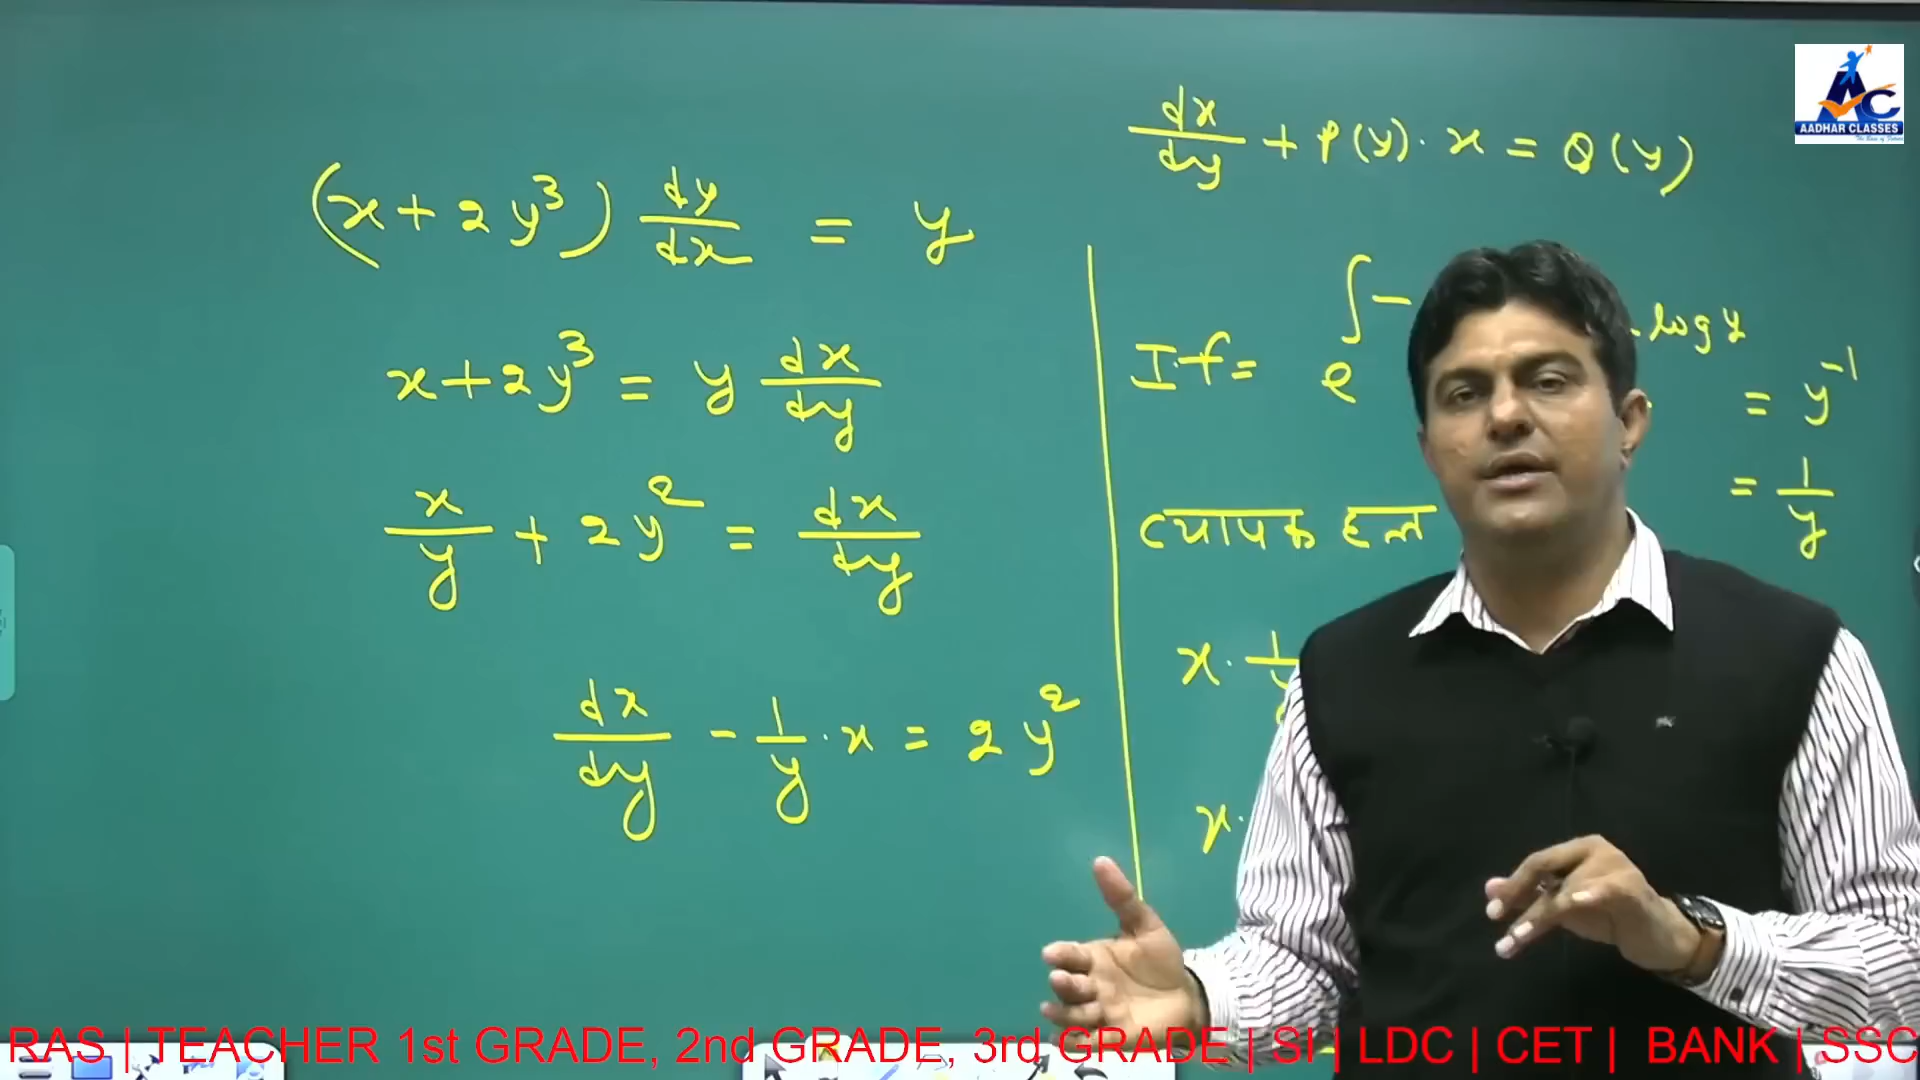 (x + 2y³) dy/dx = y
x + 2y³ = y dx/dy
x/y + 2y² = dx/dy
dx/dy - 1/y · x = 2y²
dx/dy + P(y) · x = Q(y)
I.f = e ∫ - log y
= y⁻¹
= 1/y
व्यापक हल
x · 1/
x ·
AADHAR CLASSES
RAS | TEACHER 1st GRADE, 2nd GRADE, 3rd GRADE | SI | LDC | CET | BANK | SSC